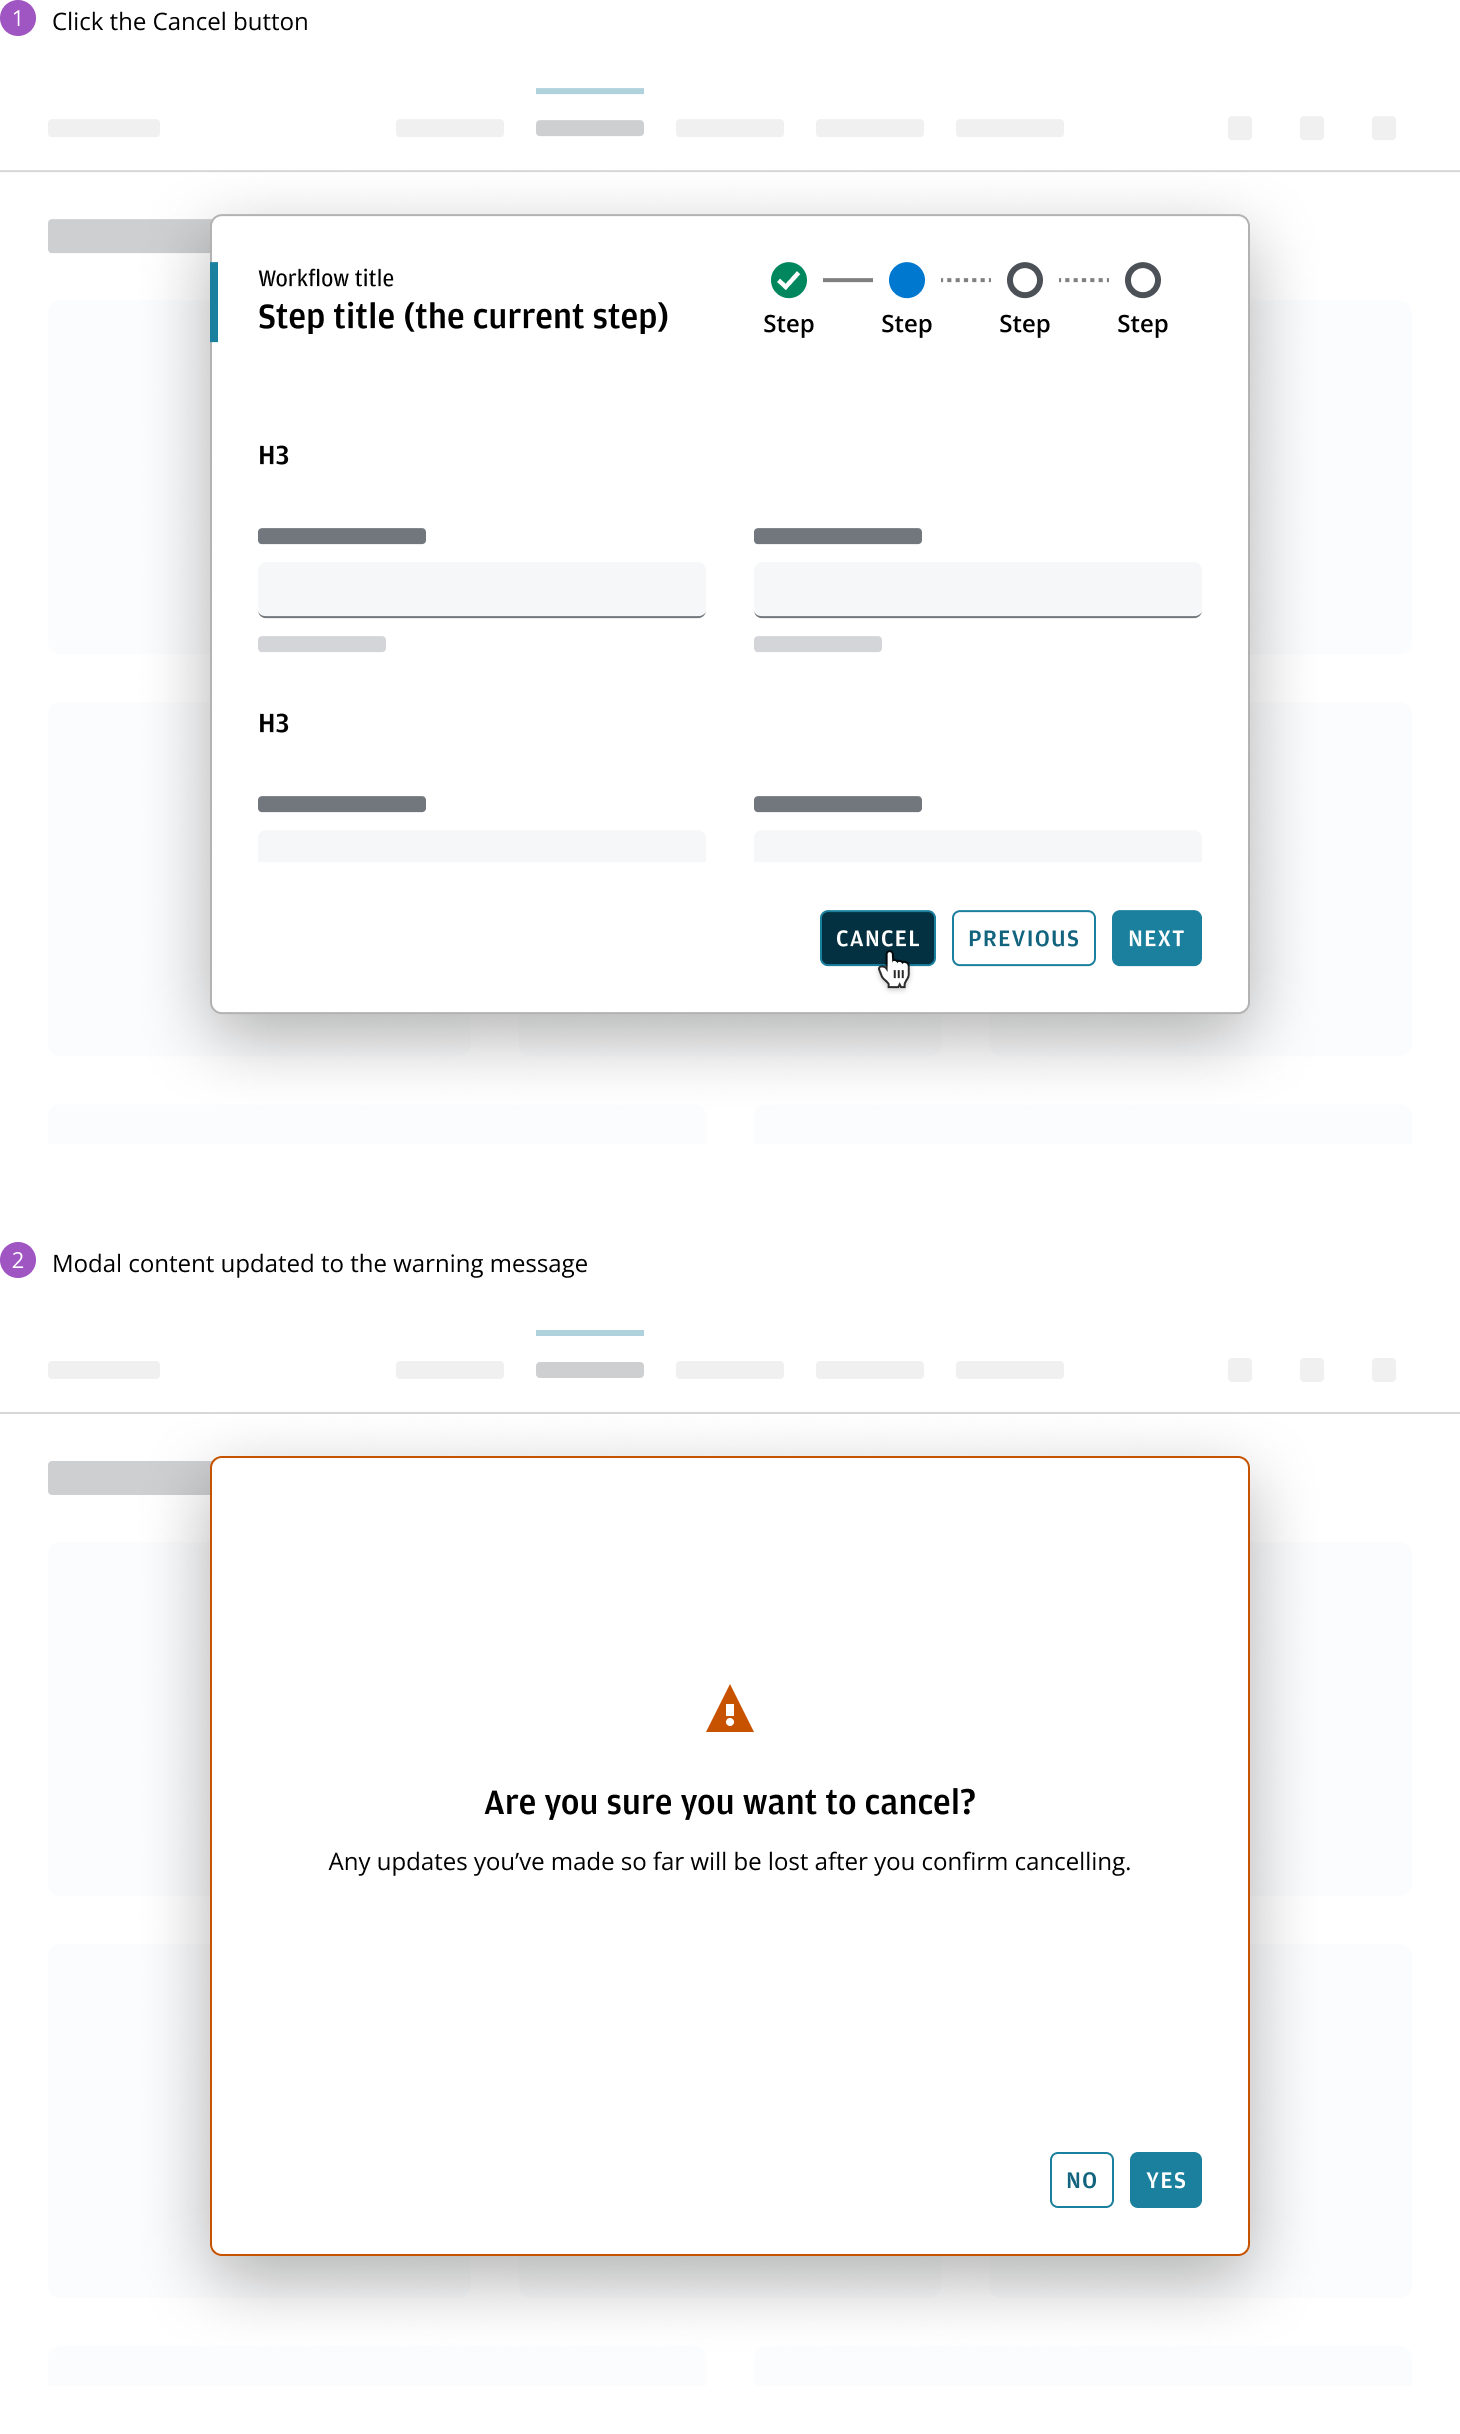 1 Click the Cancel button
Workflow title
Step title (the current step)
Step Step Step Step
H3
H3
CANCEL PREVIOUS NEXT
2 Modal content updated to the warning message
Are you sure you want to cancel?
Any updates you’ve made so far will be lost after you confirm cancelling.
NO YES